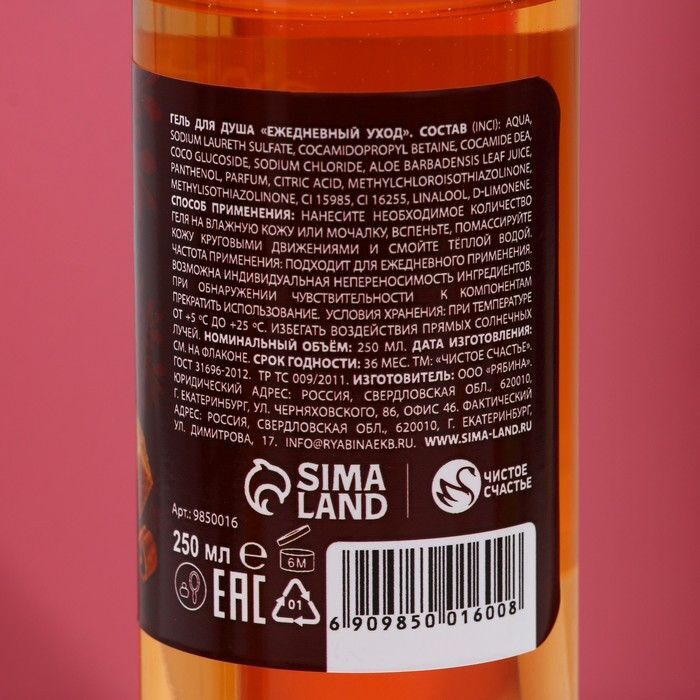 ГЕЛЬ ДЛЯ ДУША «ЕЖЕДНЕВНЫЙ УХОД». СОСТАВ (INCI): AQUA,
SODIUM LAURETH SULFATE, COCAMIDOPROPYL BETAINE, COCAMIDE DEA,
COCO GLUCOSIDE, SODIUM CHLORIDE, ALOE BARBADENSIS LEAF JUICE,
PANTHENOL, PARFUM, CITRIC ACID, METHYLCHLOROISOTHIAZOLINONE,
METHYLISOTHIAZOLINONE, CI 15985, CI 16255, LINALOOL, D-LIMONENE.
СПОСОБ ПРИМЕНЕНИЯ: НАНЕСИТЕ НЕОБХОДИМОЕ КОЛИЧЕСТВО
ГЕЛЯ НА ВЛАЖНУЮ КОЖУ ИЛИ МОЧАЛКУ, ВСПЕНЬТЕ, ПОМАССИРУЙТЕ
КОЖУ КРУГОВЫМИ ДВИЖЕНИЯМИ И СМОЙТЕ ТЁПЛОЙ ВОДОЙ.
ЧАСТОТА ПРИМЕНЕНИЯ: ПОДХОДИТ ДЛЯ ЕЖЕДНЕВНОГО ПРИМЕНЕНИЯ.
ВОЗМОЖНА ИНДИВИДУАЛЬНАЯ НЕПЕРЕНОСИМОСТЬ ИНГРЕДИЕНТОВ.
ПРИ ОБНАРУЖЕНИИ ЧУВСТВИТЕЛЬНОСТИ К КОМПОНЕНТАМ
ПРЕКРАТИТЬ ИСПОЛЬЗОВАНИЕ. УСЛОВИЯ ХРАНЕНИЯ: ПРИ ТЕМПЕРАТУРЕ
ОТ +5 °C ДО +25 °C. ИЗБЕГАТЬ ВОЗДЕЙСТВИЯ ПРЯМЫХ СОЛНЕЧНЫХ
ЛУЧЕЙ. НОМИНАЛЬНЫЙ ОБЪЁМ: 250 МЛ. ДАТА ИЗГОТОВЛЕНИЯ:
СМ. НА ФЛАКОНЕ. СРОК ГОДНОСТИ: 36 МЕС. ТМ: «ЧИСТОЕ СЧАСТЬЕ».
ГОСТ 31696-2012. ТР ТС 009/2011. ИЗГОТОВИТЕЛЬ: ООО «РЯБИНА».
ЮРИДИЧЕСКИЙ АДРЕС: РОССИЯ, СВЕРДЛОВСКАЯ ОБЛ., 620010,
Г. ЕКАТЕРИНБУРГ, УЛ. ЧЕРНЯХОВСКОГО, 86, ОФИС 46. ФАКТИЧЕСКИЙ
АДРЕС: РОССИЯ, СВЕРДЛОВСКАЯ ОБЛ., 620010, Г. ЕКАТЕРИНБУРГ,
УЛ. ДИМИТРОВА, 17. INFO@RYABINAEKB.RU WWW.SIMA-LAND.RU
SIMA LAND
ЧИСТОЕ СЧАСТЬЕ
Арт.: 9850016
250 МЛ e 6M
EAC 01
6 909850 016008